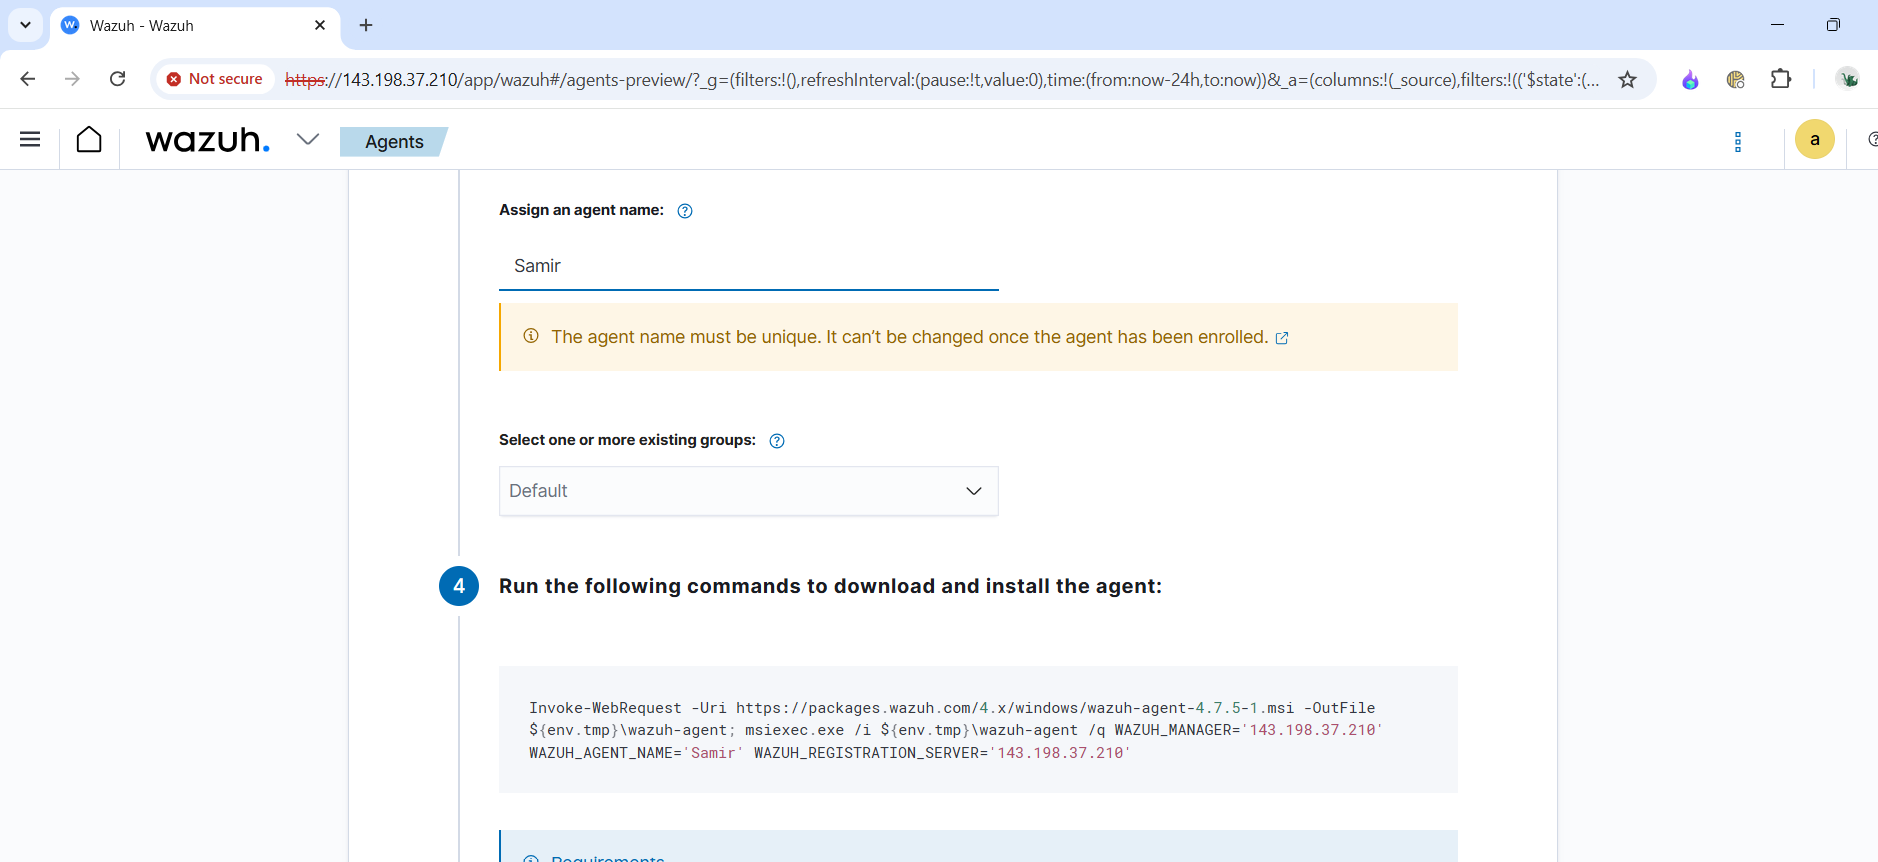 Wazuh - Wazuh
Not secure https://143.198.37.210/app/wazuh#/agents-preview/?_g=(filters:!(),refreshInterval:(pause:!t,value:0),time:(from:now-24h,to:now))&_a=(columns:!(_source),filters:!(('$state':(...
wazuh. Agents a
Assign an agent name:
Samir
The agent name must be unique. It can’t be changed once the agent has been enrolled.
Select one or more existing groups:
Default
4 Run the following commands to download and install the agent:
Invoke-WebRequest -Uri https://packages.wazuh.com/4.x/windows/wazuh-agent-4.7.5-1.msi -OutFile
${env.tmp}\wazuh-agent; msiexec.exe /i ${env.tmp}\wazuh-agent /q WAZUH_MANAGER='143.198.37.210'
WAZUH_AGENT_NAME='Samir' WAZUH_REGISTRATION_SERVER='143.198.37.210'
Requirements